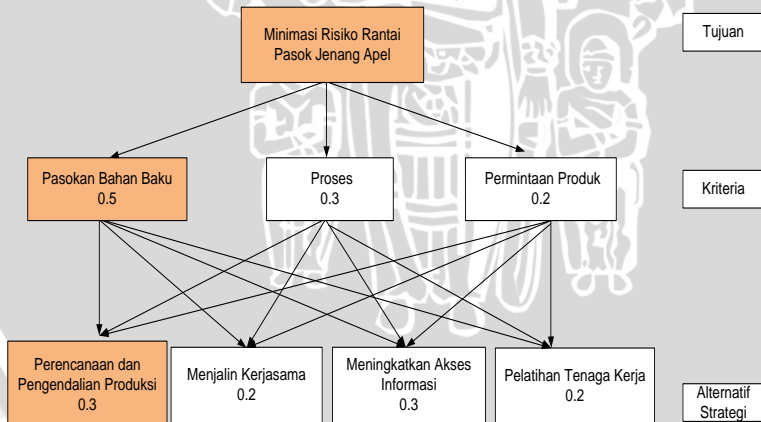 Minimasi Risiko Rantai
Pasok Jenang Apel
Tujuan
Pasokan Bahan Baku
0.5
Proses
0.3
Permintaan Produk
0.2
Kriteria
Perencanaan dan
Pengendalian Produksi
0.3
Menjalin Kerjasama
0.2
Meningkatkan Akses
Informasi
0.3
Pelatihan Tenaga Kerja
0.2
Alternatif
Strategi